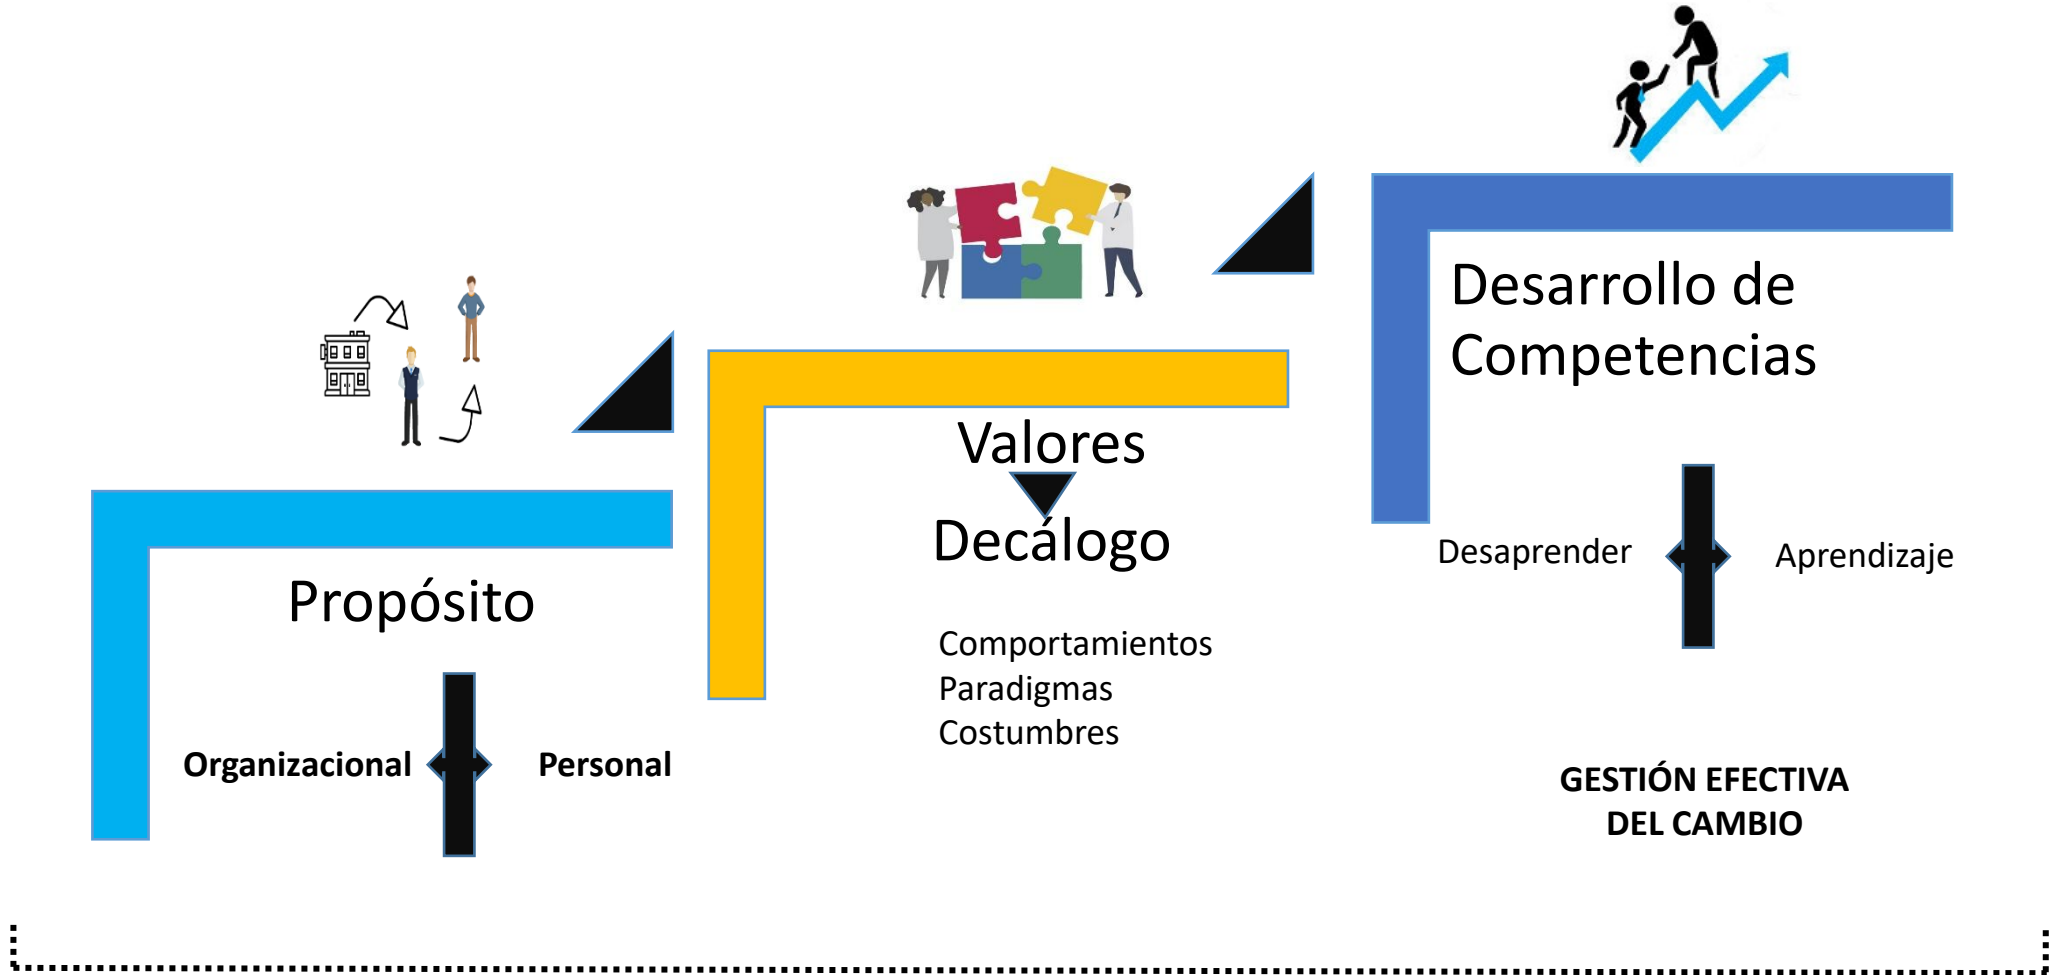 Propósito
Organizacional
Personal
Valores
Decálogo
Comportamientos
Paradigmas
Costumbres
Desarrollo de
Competencias
Desaprender
Aprendizaje
GESTIÓN EFECTIVA
DEL CAMBIO